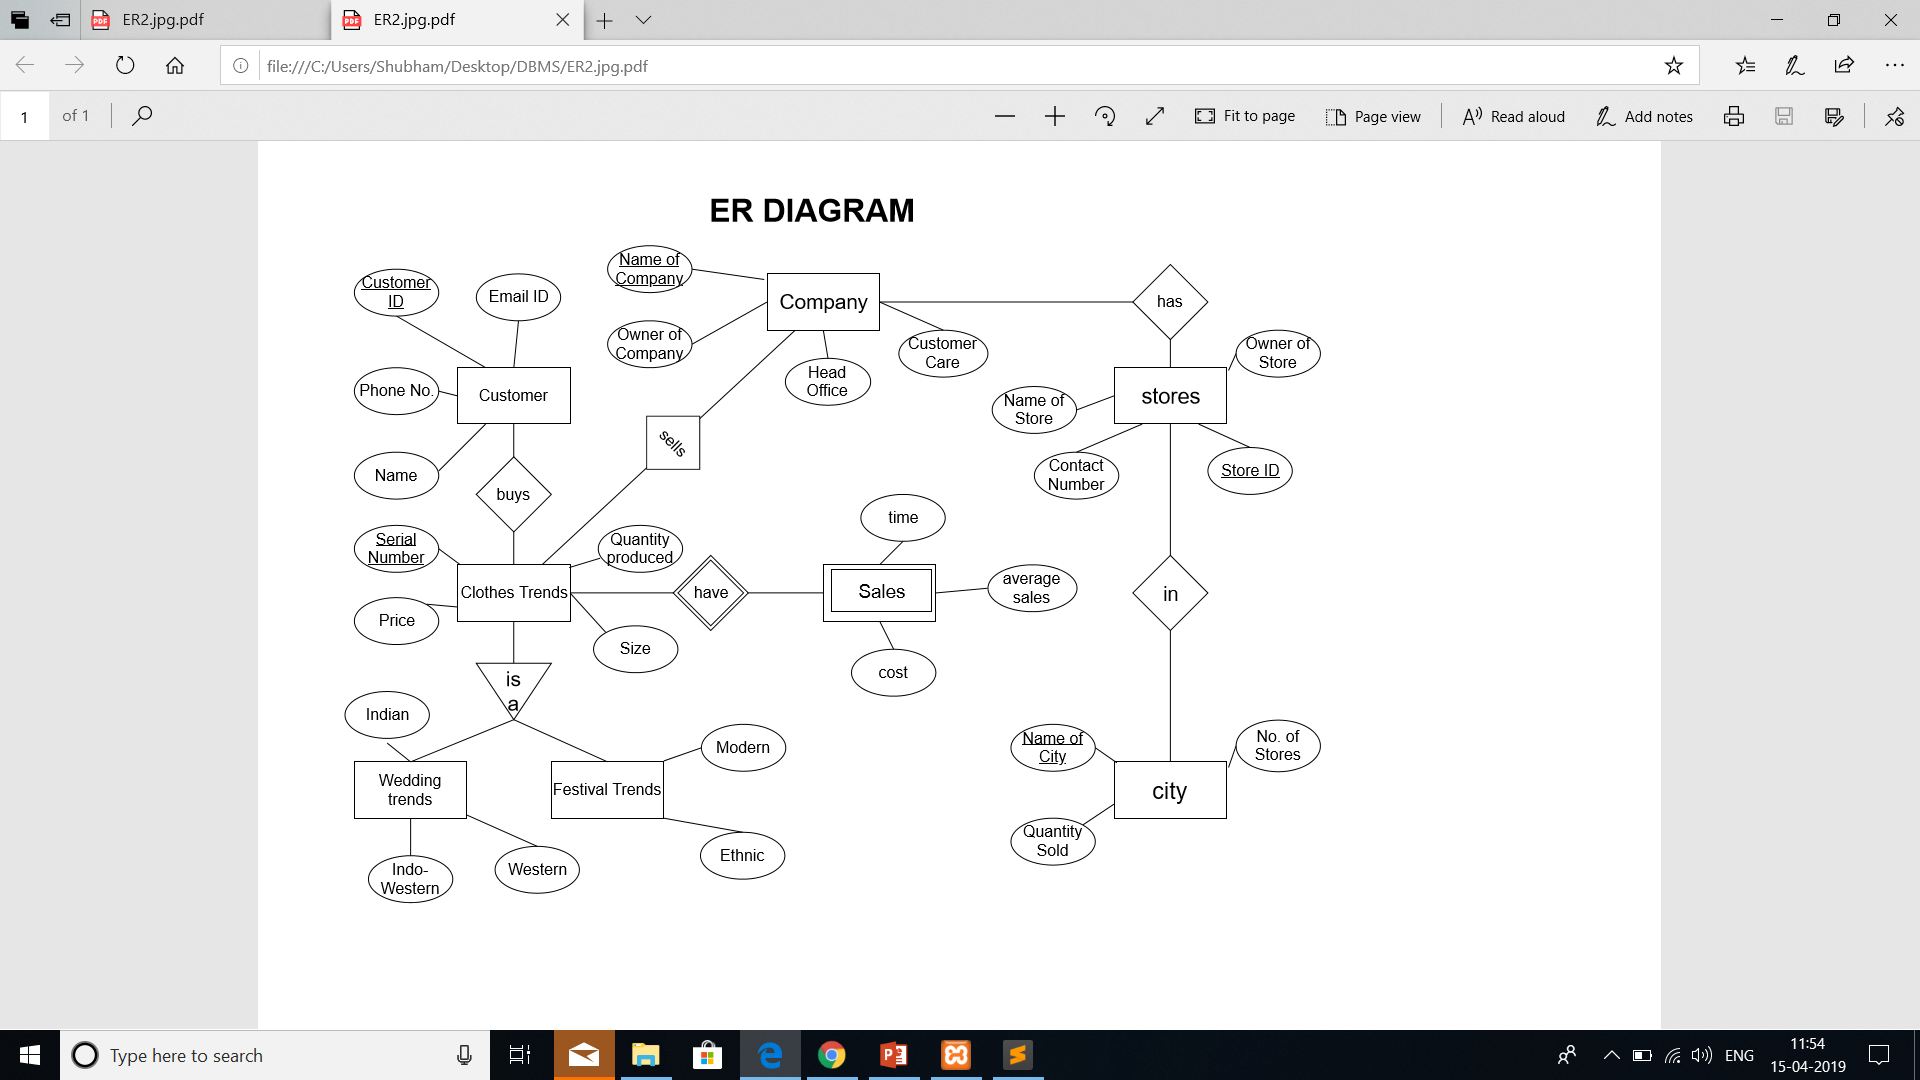 ER2.jpg.pdf
ER2.jpg.pdf
file:///C:/Users/Shubham/Desktop/DBMS/ER2.jpg.pdf
1
of 1
Fit to page
Page view
Read aloud
Add notes
ER DIAGRAM
Customer
ID
Email ID
Phone No.
Customer
Name
buys
Name of
Company
Owner of
Company
Company
Head
Office
Customer
Care
has
Owner of
Store
Name of
Store
stores
Contact
Number
Store ID
sells
Serial
Number
Quantity
produced
Clothes Trends
Price
Size
have
time
Sales
average
sales
cost
in
is
a
Indian
Wedding
trends
Indo-
Western
Western
Festival Trends
Modern
Ethnic
Name of
City
No. of
Stores
city
Quantity
Sold
Type here to search
ENG
11:54
15-04-2019